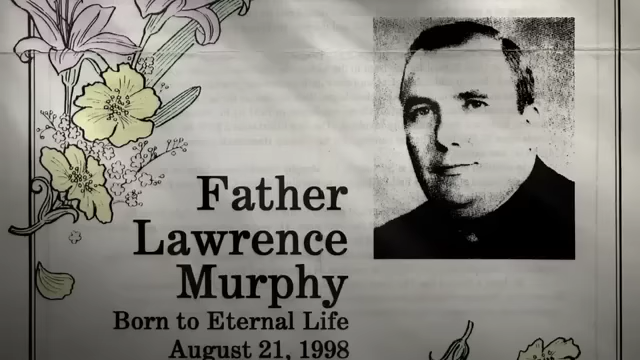 Father
Lawrence
Murphy
Born to Eternal Life
August 21, 1998